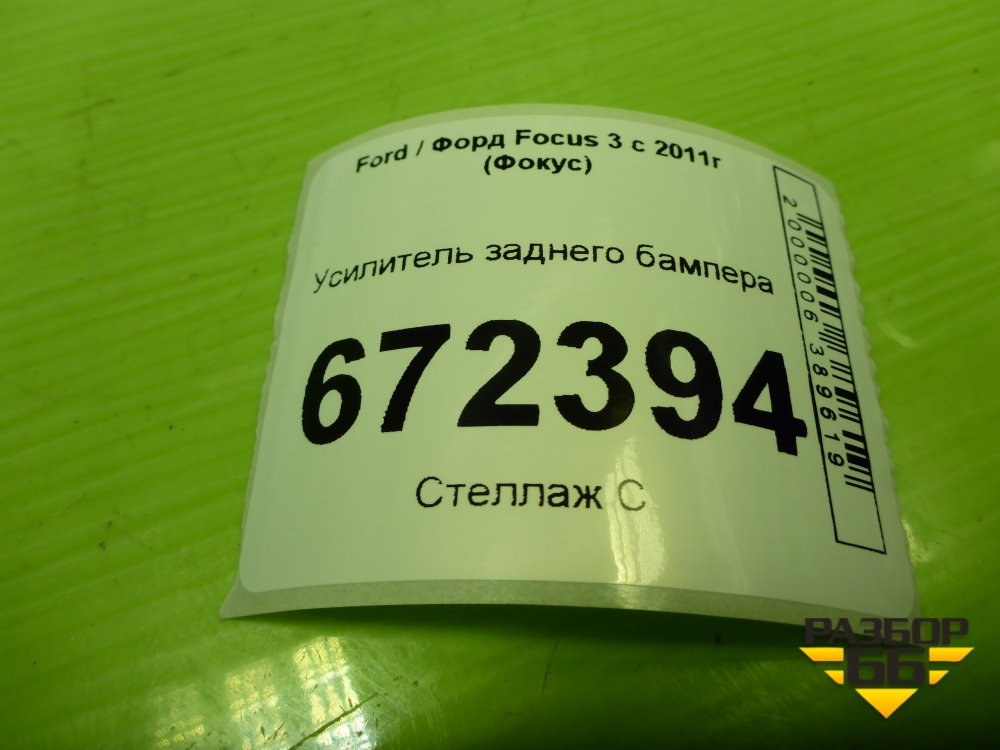 Ford / Форд Focus 3 с 2011г
(Фокус)
Усилитель заднего бампера
672394
Стеллаж С
2000006389619
РАЗБОР
66